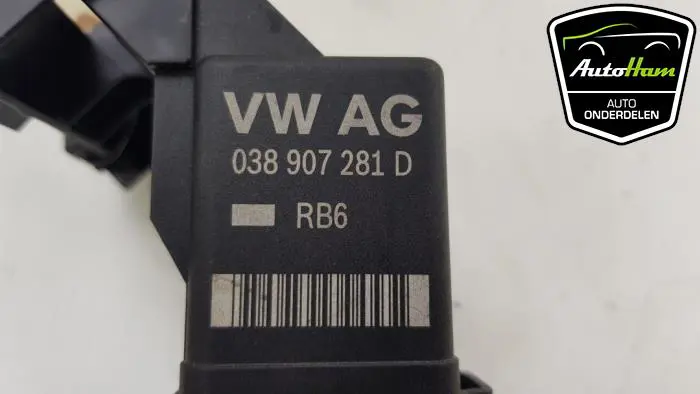 VW AG
038 907 281 D
RB6
AutoHam
AUTO
ONDERDELEN